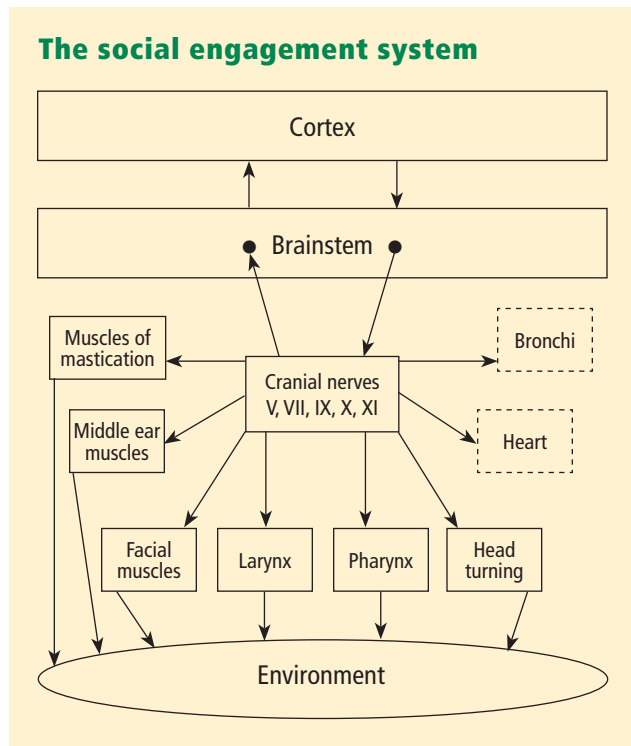 The social engagement system
Cortex
Brainstem
Muscles of
mastication
Bronchi
Cranial nerves
V, VII, IX, X, XI
Middle ear
muscles
Heart
Facial
muscles
Larynx
Pharynx
Head
turning
Environment